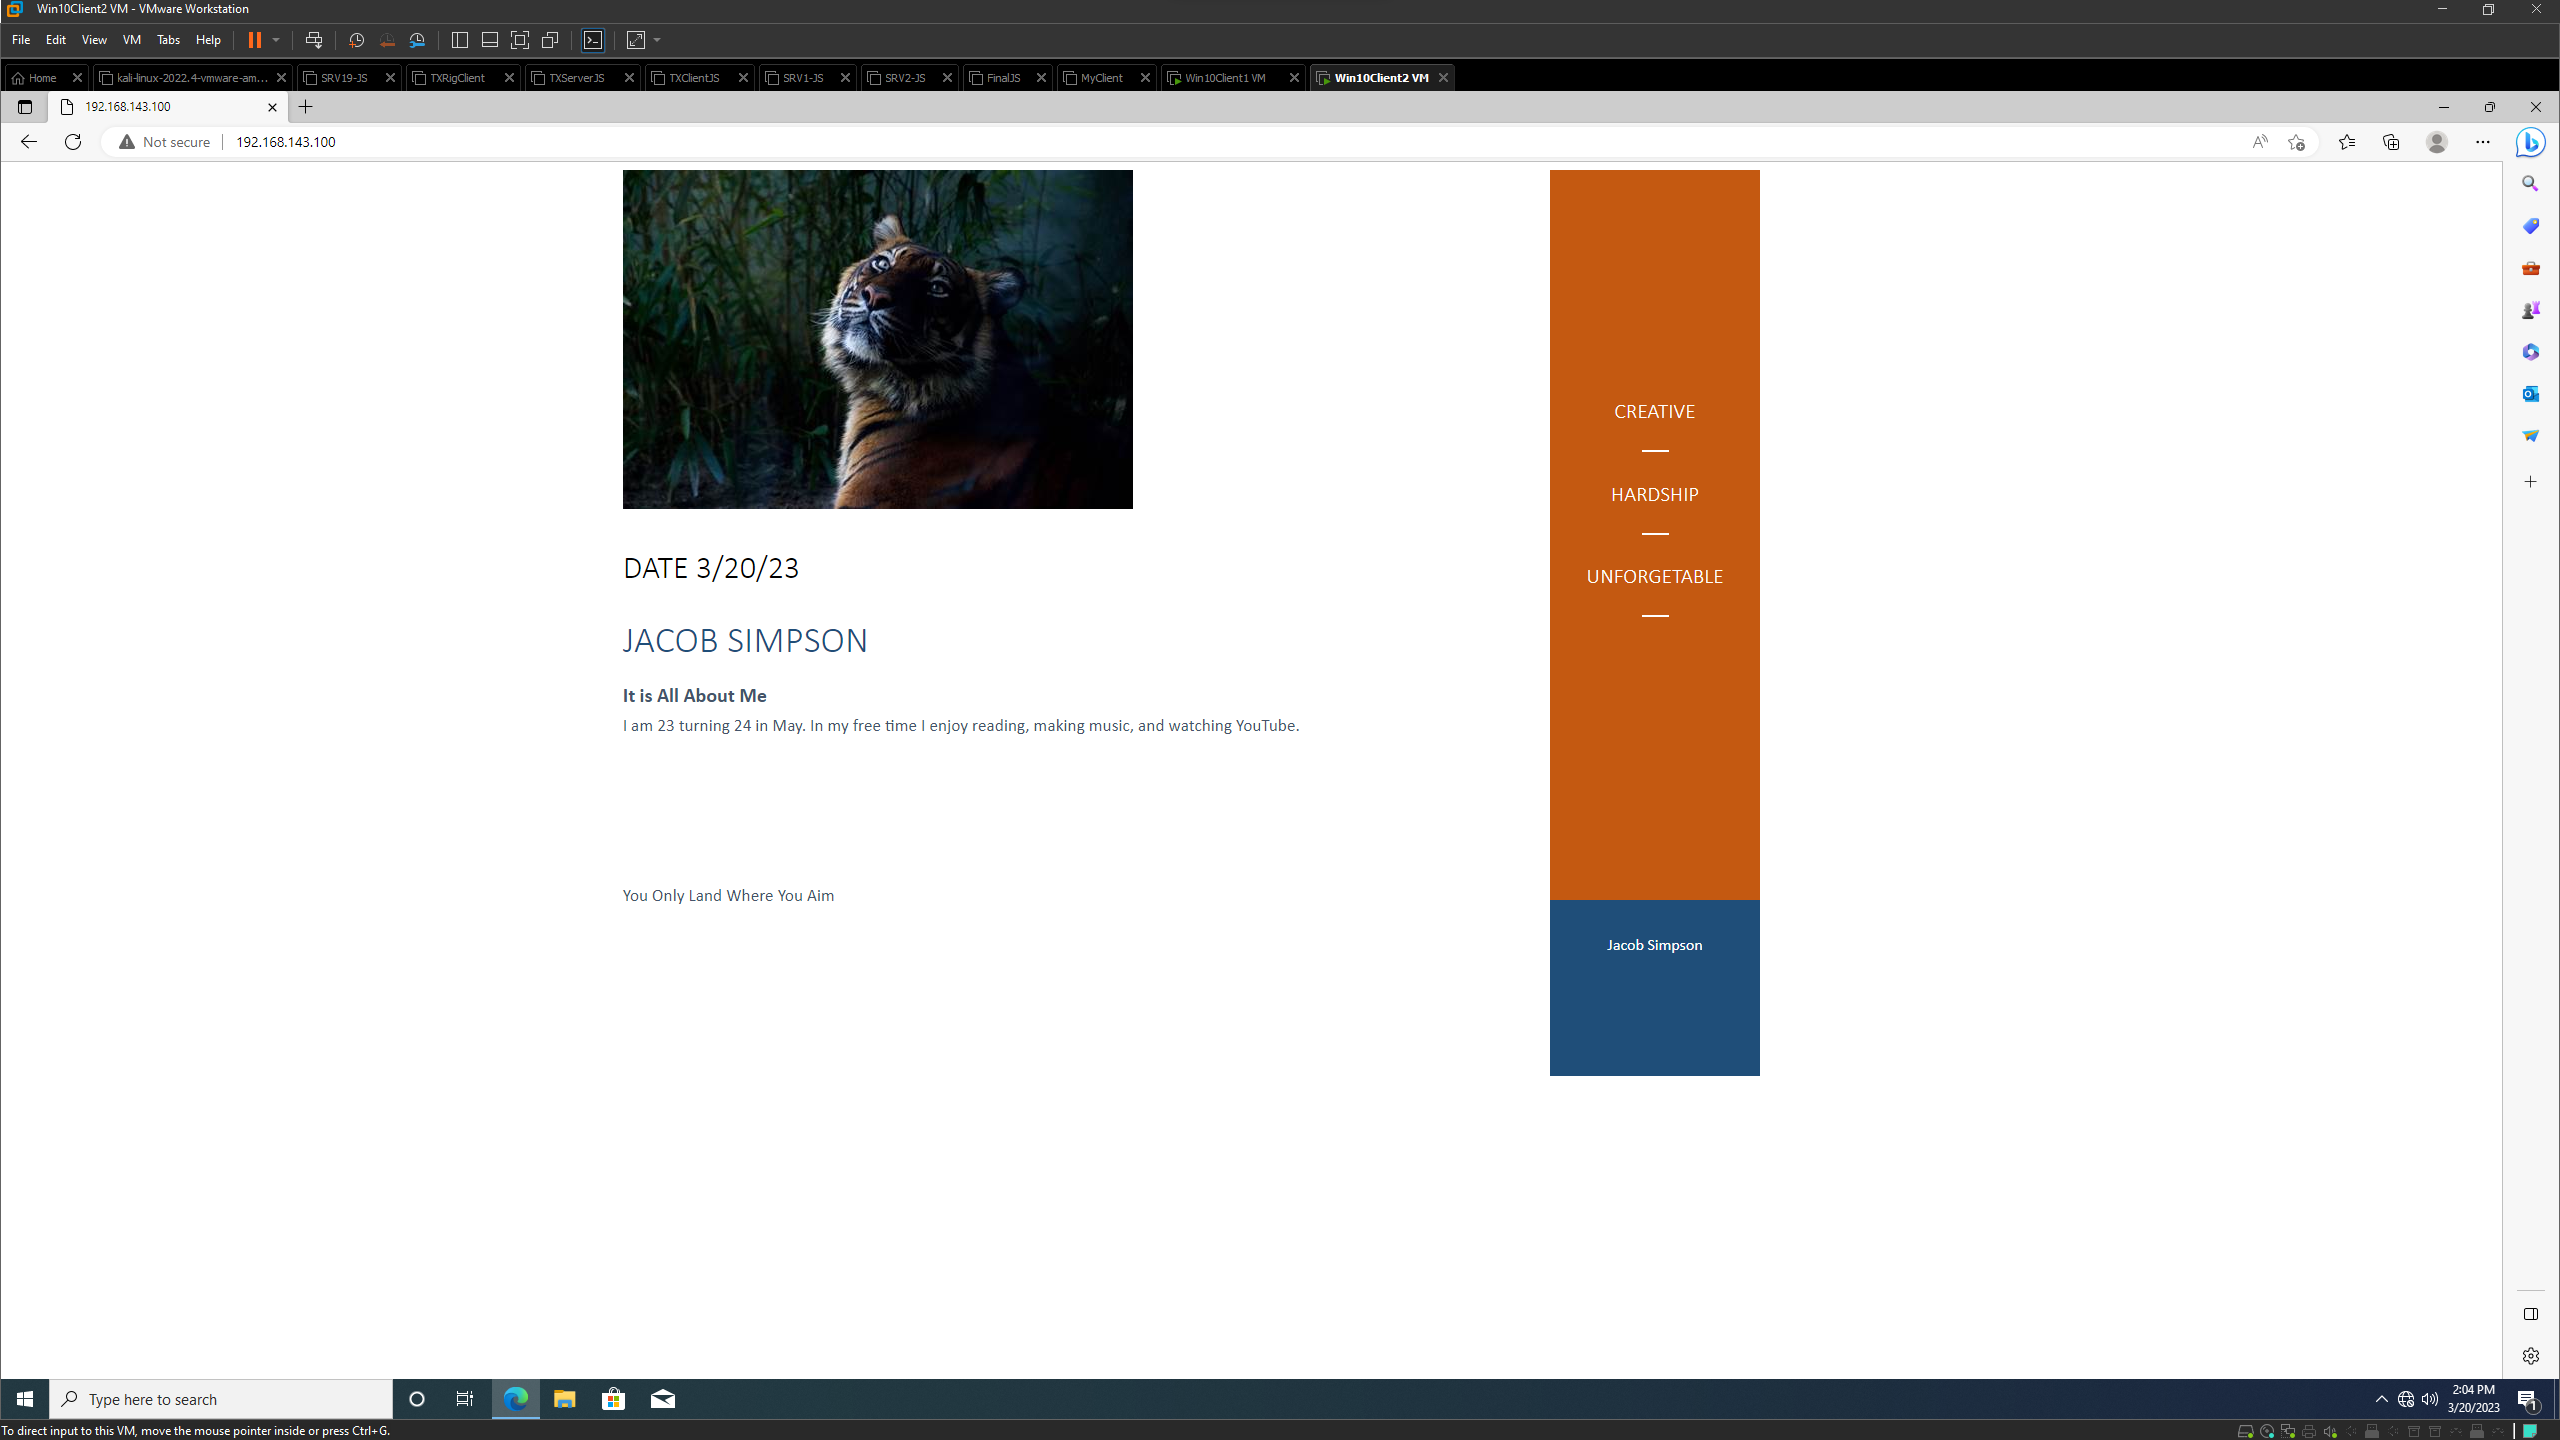 Win10Client2 VM - VMware Workstation
File Edit View VM Tabs Help
Home kali-linux-2022.4-vmware-am... SRV19-JS TXRigClient TXServerJS TXClientJS SRV1-JS SRV2-JS FinalJS MyClient Win10Client1 VM Win10Client2 VM
192.168.143.100
Not secure 192.168.143.100
CREATIVE
HARDSHIP
UNFORGETABLE
DATE 3/20/23
JACOB SIMPSON
It is All About Me
I am 23 turning 24 in May. In my free time I enjoy reading, making music, and watching YouTube.
You Only Land Where You Aim
Jacob Simpson
Type here to search
2:04 PM
3/20/2023
1
To direct input to this VM, move the mouse pointer inside or press Ctrl+G.